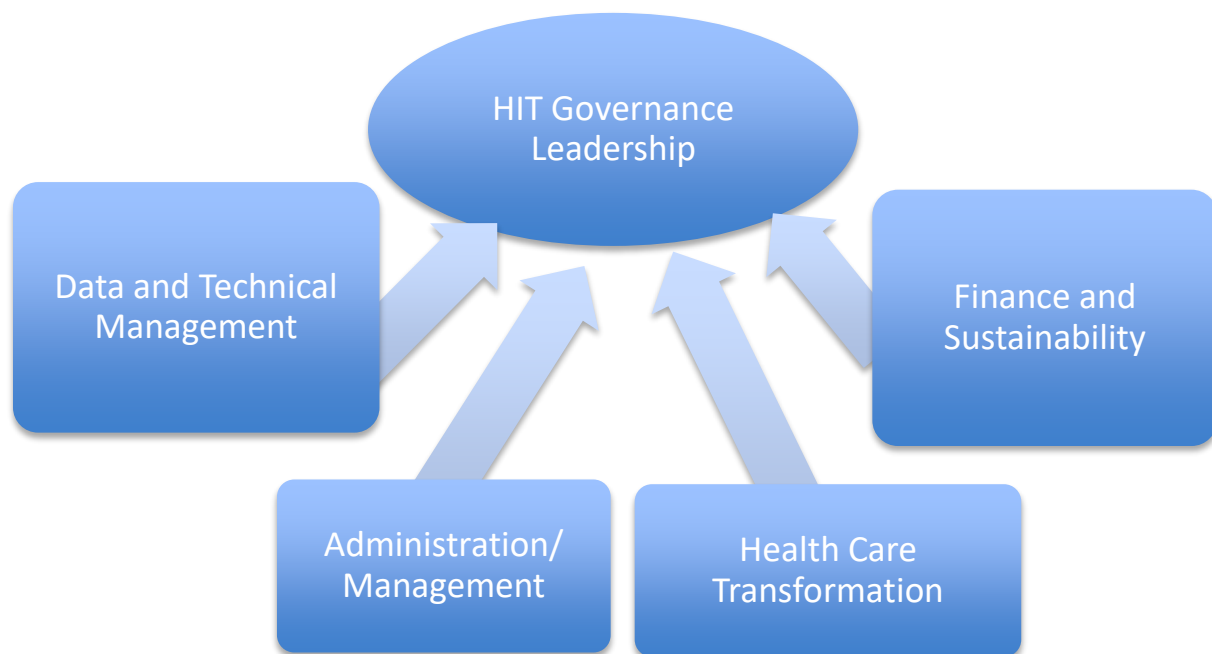 HIT Governance
Leadership
Data and Technical
Management
Finance and
Sustainability
Administration/
Management
Health Care
Transformation